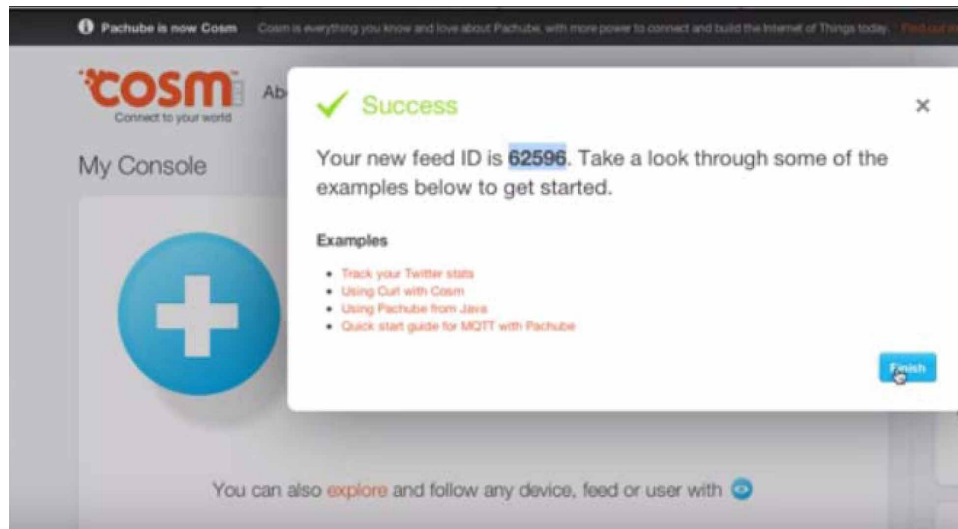 Pachube is now Cosm Cosm is everything you know and love about Pachube, with more power to connect and build the Internet of Things today. Find out
cosm
Connect to your world
Ab
My Console
Success
Your new feed ID is 62596. Take a look through some of the
examples below to get started.
Examples
Track your Twitter stats
Using Curl with Cosm
Using Pachube from Java
Quick start guide for MQTT with Pachube
Finish
You can also explore and follow any device, feed or user with